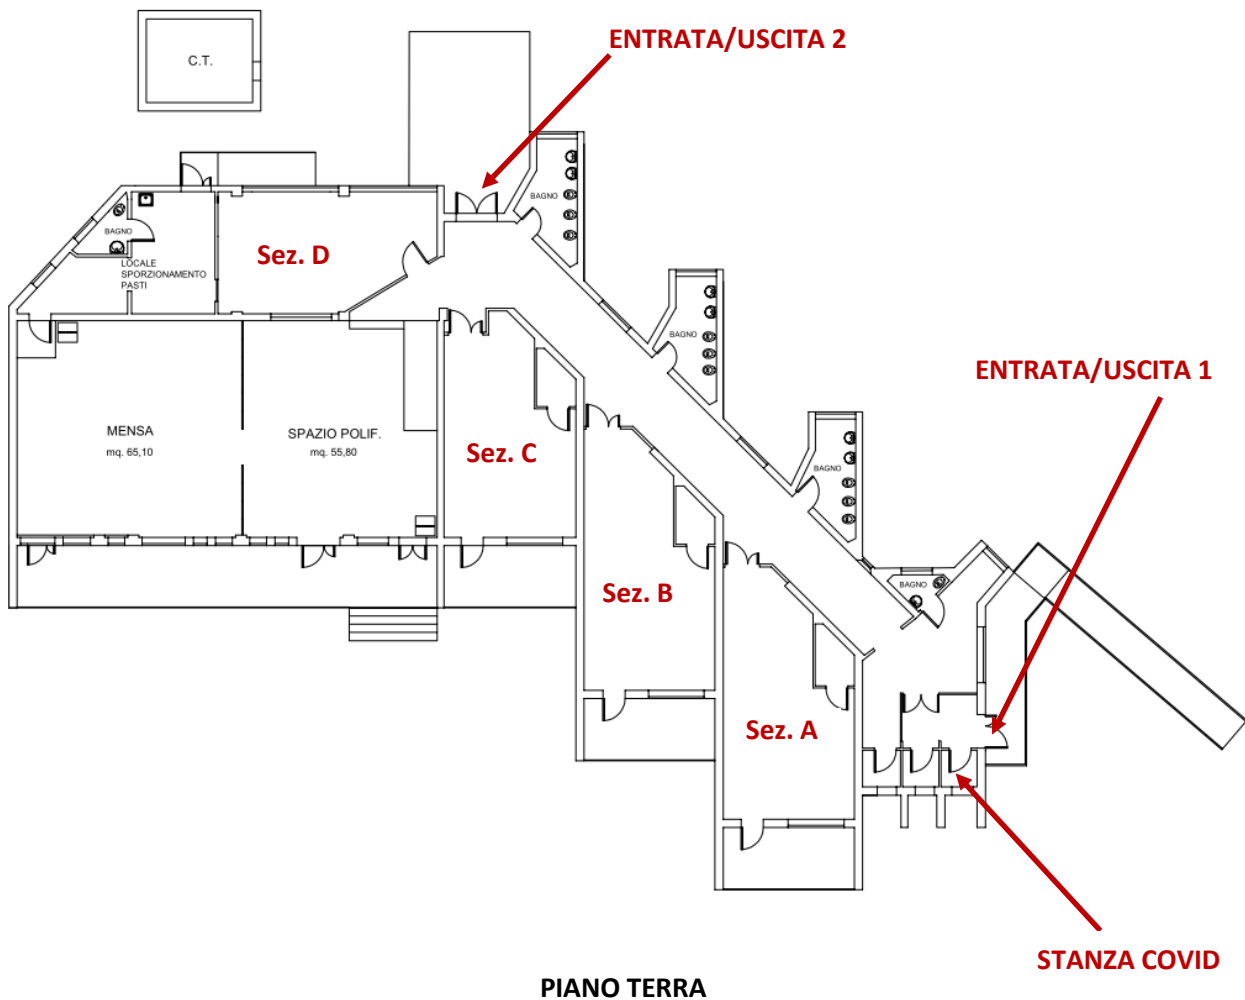 ENTRATA/USCITA 2
C.T.
BAGNO
BAGNO
Sez. D
LOCALE
SPORZIONAMENTO
PASTI
BAGNO
ENTRATA/USCITA 1
MENSA
mq. 65,10
SPAZIO POLIF.
mq. 55,80
Sez. C
BAGNO
BAGNO
Sez. B
Sez. A
STANZA COVID
PIANO TERRA